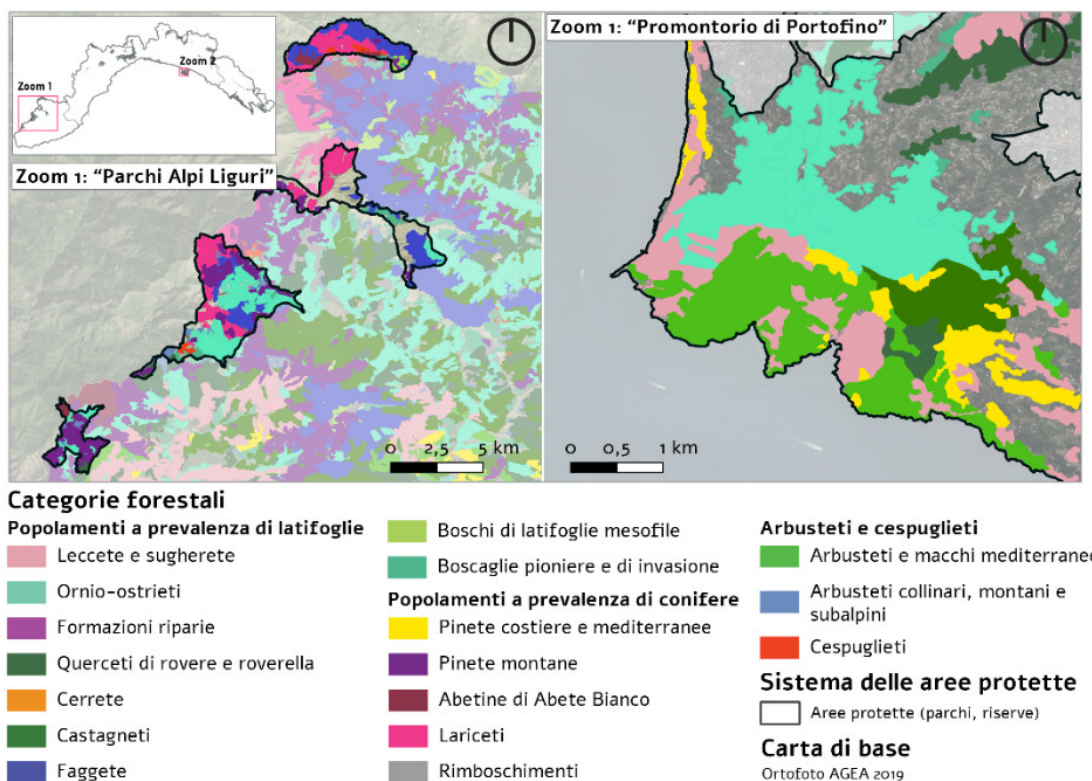 Zoom 1
Zoom 2
Zoom 1: "Parchi Alpi Liguri"
0 2,5 5 km
Zoom 1: "Promontorio di Portofino"
0 0,5 1 km
Categorie forestali
Popolamenti a prevalenza di latifoglie
Leccete e sugherete
Ornio-ostrieti
Formazioni riparie
Querceti di rovere e roverella
Cerrete
Castagneti
Faggete
Boschi di latifoglie mesofile
Boscaglie pioniere e di invasione
Popolamenti a prevalenza di conifere
Pinete costiere e mediterranee
Pinete montane
Abetine di Abete Bianco
Lariceti
Rimboschimenti
Arbusteti e cespuglieti
Arbusteti e macchi mediterranee
Arbusteti collinari, montani e
subalpini
Cespuglieti
Sistema delle aree protette
Aree protette (parchi, riserve)
Carta di base
Ortofoto AGEA 2019